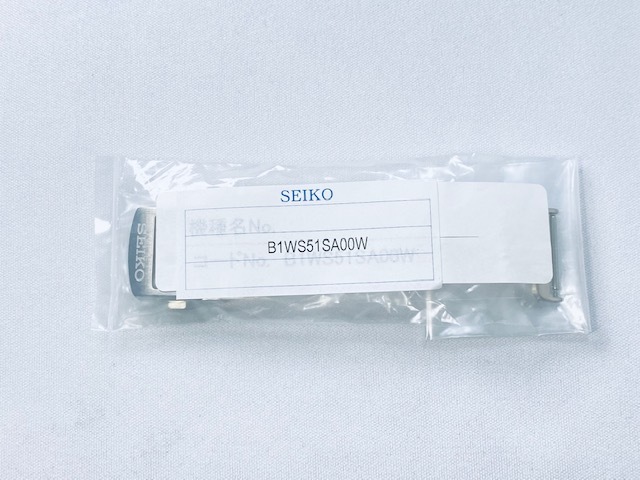 SEIKO
機種名No.
B1WS51SA00W
コードNo. B1WS51SA00W
SEIKO